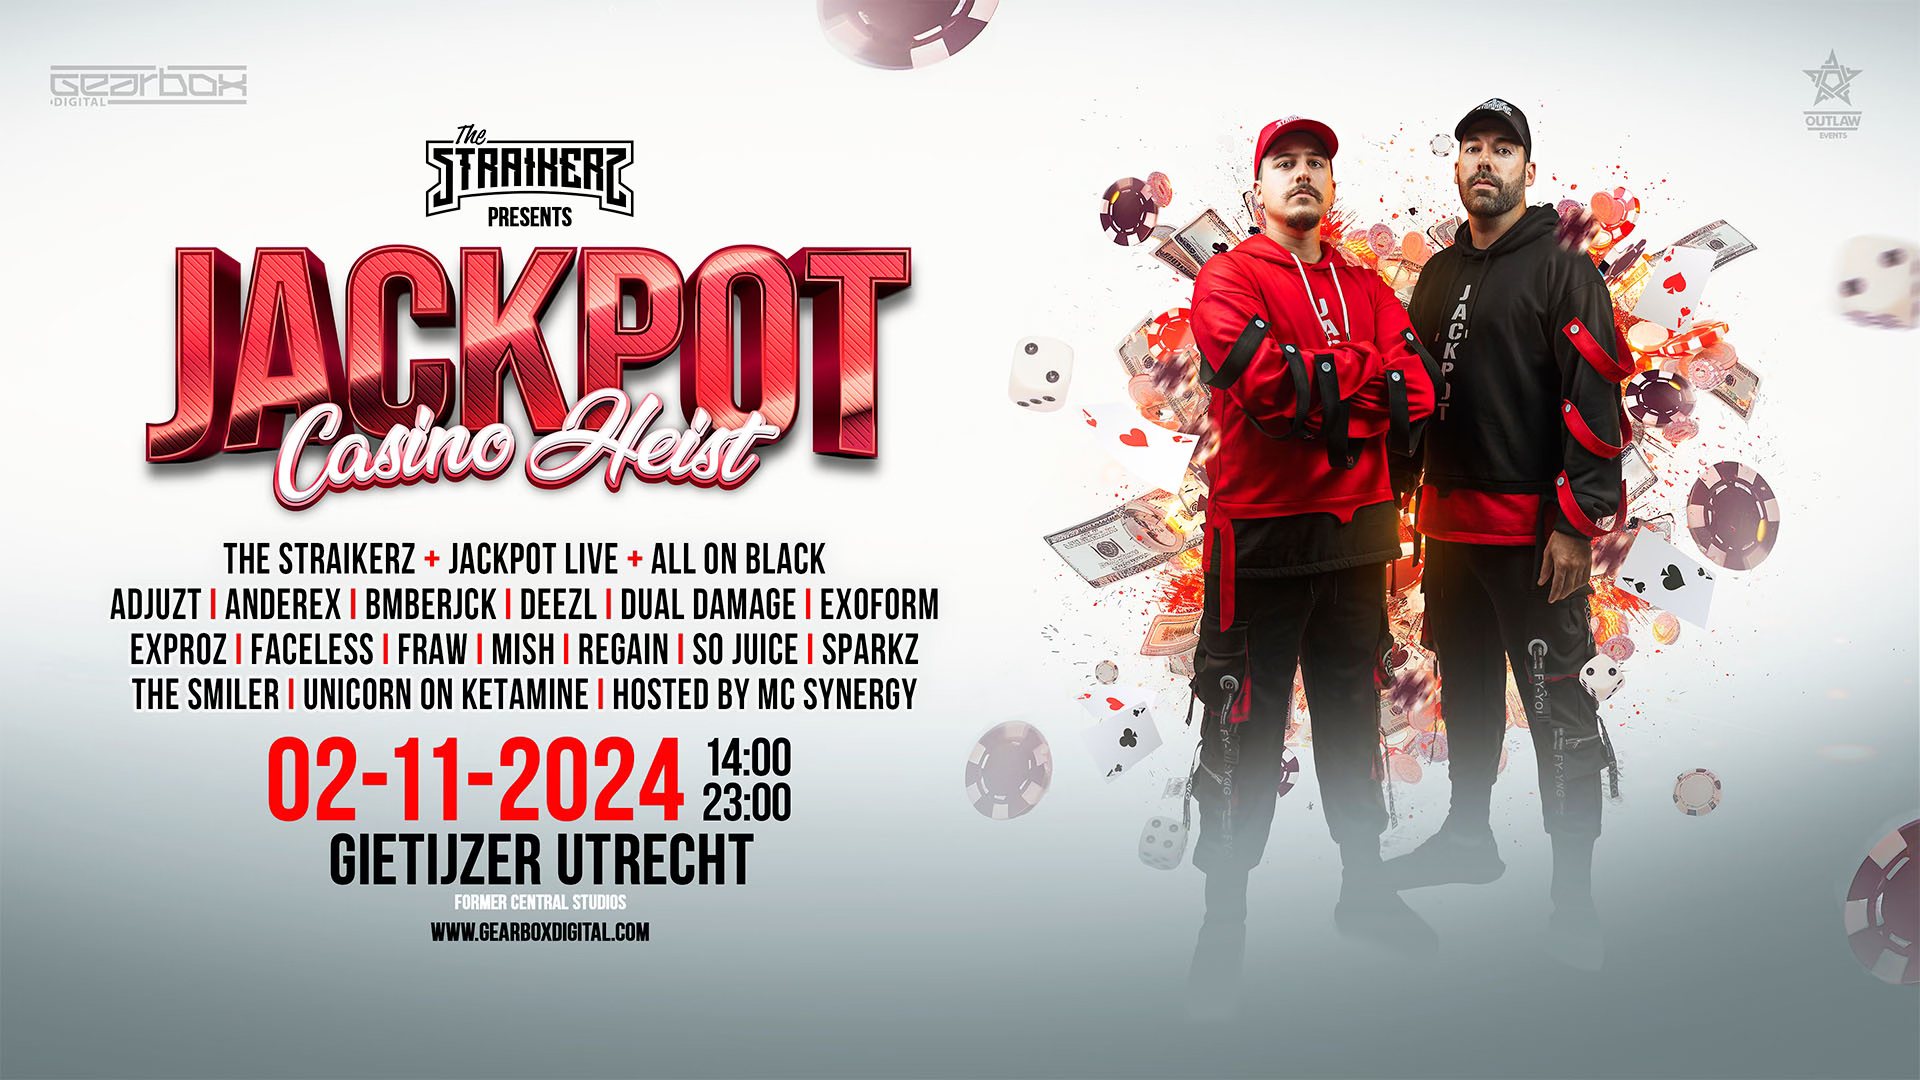 Gearbox
DIGITAL
OUTLAW
EVENTS
The
STRAIKERZ
PRESENTS
JACKPOT
Casino Heist
THE STRAIKERZ + JACKPOT LIVE + ALL ON BLACK
ADJUZT | ANDEREX | BMBERJCK | DEEZL | DUAL DAMAGE | EXOFORM
EXPROZ | FACELESS | FRAW | MISH | REGAIN | SO JUICE | SPARKZ
THE SMILER | UNICORN ON KETAMINE | HOSTED BY MC SYNERGY
02-11-2024
14:00
23:00
GIETIJZER UTRECHT
FORMER CENTRAL STUDIOS
WWW.GEARBOXDIGITAL.COM
JA
JACKPOT